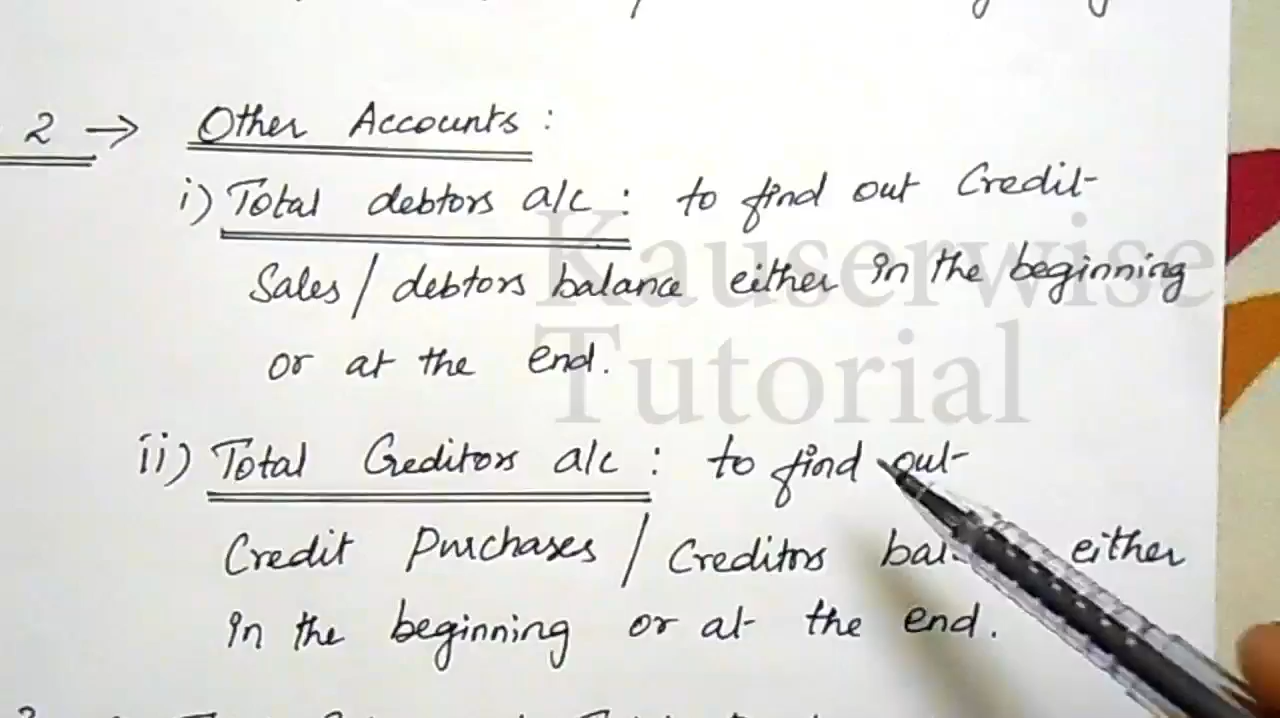 2 → Other Accounts :
i) Total debtors a/c : to find out Credit
Sales / debtors balance either in the beginning
or at the end.
ii) Total Creditors a/c : to find out
Credit Purchases / Creditors either
in the beginning or at the end.
Kauserwise
Tutorial